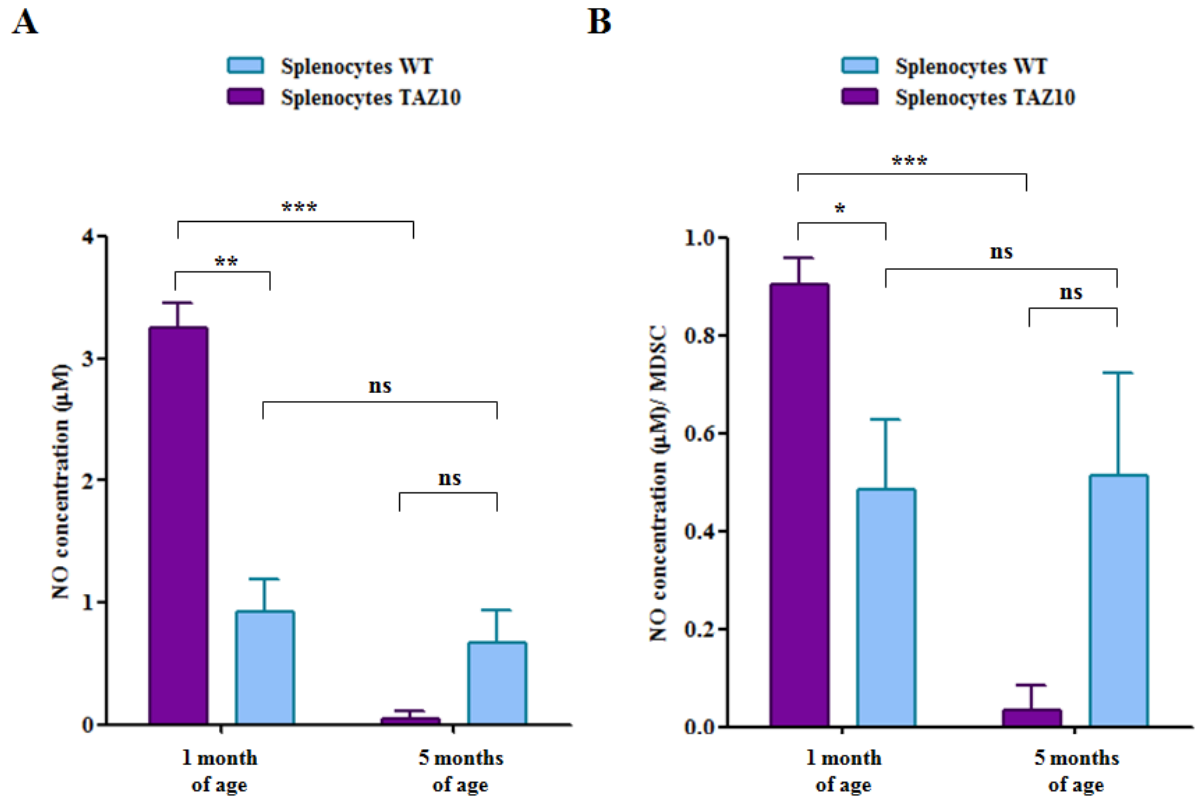 A
Splenocytes WT
Splenocytes TAZ10
***
**
ns
ns
NO concentration (µM)
4
3
2
1
0
1 month
of age
5 months
of age
B
Splenocytes WT
Splenocytes TAZ10
***
*
ns
ns
NO concentration (µM)/ MDSC
1.0
0.8
0.6
0.4
0.2
0.0
1 month
of age
5 months
of age